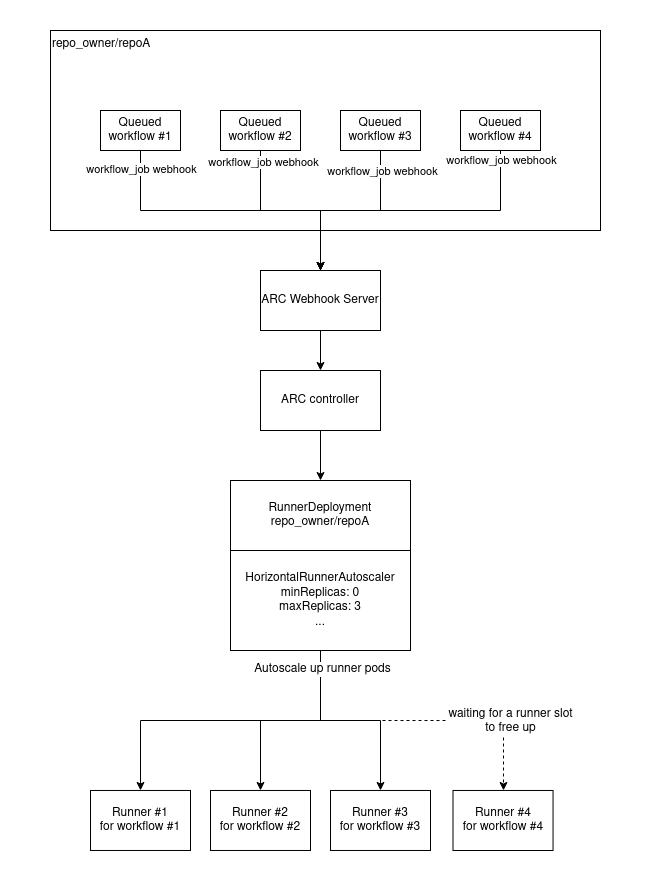 repo_owner/repoA
Queued
workflow #1
Queued
workflow #2
Queued
workflow #3
Queued
workflow #4
workflow_job webhook
workflow_job webhook
workflow_job webhook
workflow_job webhook
ARC Webhook Server
ARC controller
RunnerDeployment
repo_owner/repoA
HorizontalRunnerAutoscaler
minReplicas: 0
maxReplicas: 3
...
Autoscale up runner pods
waiting for a runner slot
to free up
Runner #1
for workflow #1
Runner #2
for workflow #2
Runner #3
for workflow #3
Runner #4
for workflow #4